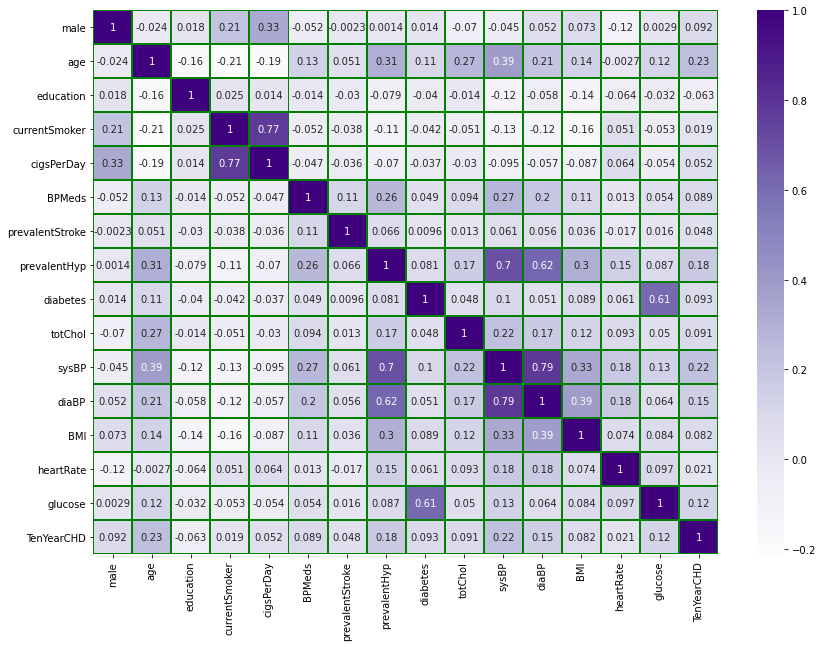 male 1 -0.024 0.018 0.21 0.33 -0.052 -0.0023 0.0014 0.014 -0.07 -0.045 0.052 0.073 -0.12 0.0029 0.092
age -0.024 1 -0.16 -0.21 -0.19 0.13 0.051 0.31 0.11 0.27 0.39 0.21 0.14 -0.0027 0.12 0.23
education 0.018 -0.16 1 0.025 0.014 -0.014 -0.03 -0.079 -0.04 -0.014 -0.12 -0.058 -0.14 -0.064 -0.032 -0.063
currentSmoker 0.21 -0.21 0.025 1 0.77 -0.052 -0.038 -0.11 -0.042 -0.051 -0.13 -0.12 -0.16 0.051 -0.053 0.019
cigsPerDay 0.33 -0.19 0.014 0.77 1 -0.047 -0.036 -0.07 -0.037 -0.03 -0.095 -0.057 -0.087 0.064 -0.054 0.052
BPMeds -0.052 0.13 -0.014 -0.052 -0.047 1 0.11 0.26 0.049 0.094 0.27 0.2 0.11 0.013 0.054 0.089
prevalentStroke -0.0023 0.051 -0.03 -0.038 -0.036 0.11 1 0.066 0.0096 0.013 0.061 0.056 0.036 -0.017 0.016 0.048
prevalentHyp 0.0014 0.31 -0.079 -0.11 -0.07 0.26 0.066 1 0.081 0.17 0.7 0.62 0.3 0.15 0.087 0.18
diabetes 0.014 0.11 -0.04 -0.042 -0.037 0.049 0.0096 0.081 1 0.048 0.1 0.051 0.089 0.061 0.61 0.093
totChol -0.07 0.27 -0.014 -0.051 -0.03 0.094 0.013 0.17 0.048 1 0.22 0.17 0.12 0.093 0.05 0.091
sysBP -0.045 0.39 -0.12 -0.13 -0.095 0.27 0.061 0.7 0.1 0.22 1 0.79 0.33 0.18 0.13 0.22
diaBP 0.052 0.21 -0.058 -0.12 -0.057 0.2 0.056 0.62 0.051 0.17 0.79 1 0.39 0.18 0.064 0.15
BMI 0.073 0.14 -0.14 -0.16 -0.087 0.11 0.036 0.3 0.089 0.12 0.33 0.39 1 0.074 0.084 0.082
heartRate -0.12 -0.0027 -0.064 0.051 0.064 0.013 -0.017 0.15 0.061 0.093 0.18 0.18 0.074 1 0.097 0.021
glucose 0.0029 0.12 -0.032 -0.053 -0.054 0.054 0.016 0.087 0.61 0.05 0.13 0.064 0.084 0.097 1 0.12
TenYearCHD 0.092 0.23 -0.063 0.019 0.052 0.089 0.048 0.18 0.093 0.091 0.22 0.15 0.082 0.021 0.12 1
male age education currentSmoker cigsPerDay BPMeds prevalentStroke prevalentHyp diabetes totChol sysBP diaBP BMI heartRate glucose TenYearCHD
1.0
0.8
0.6
0.4
0.2
0.0
−0.2